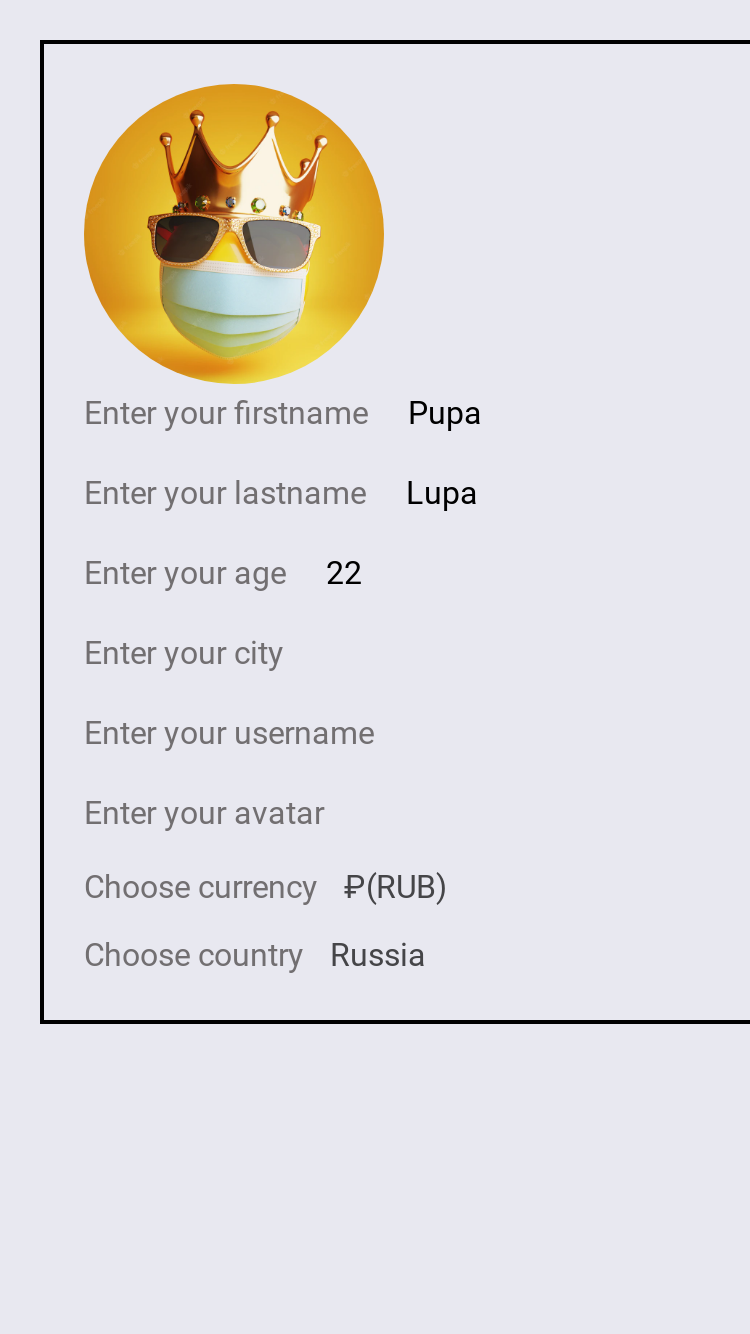 Enter your firstname Pupa
Enter your lastname Lupa
Enter your age 22
Enter your city
Enter your username
Enter your avatar
Choose currency ₽(RUB)
Choose country Russia